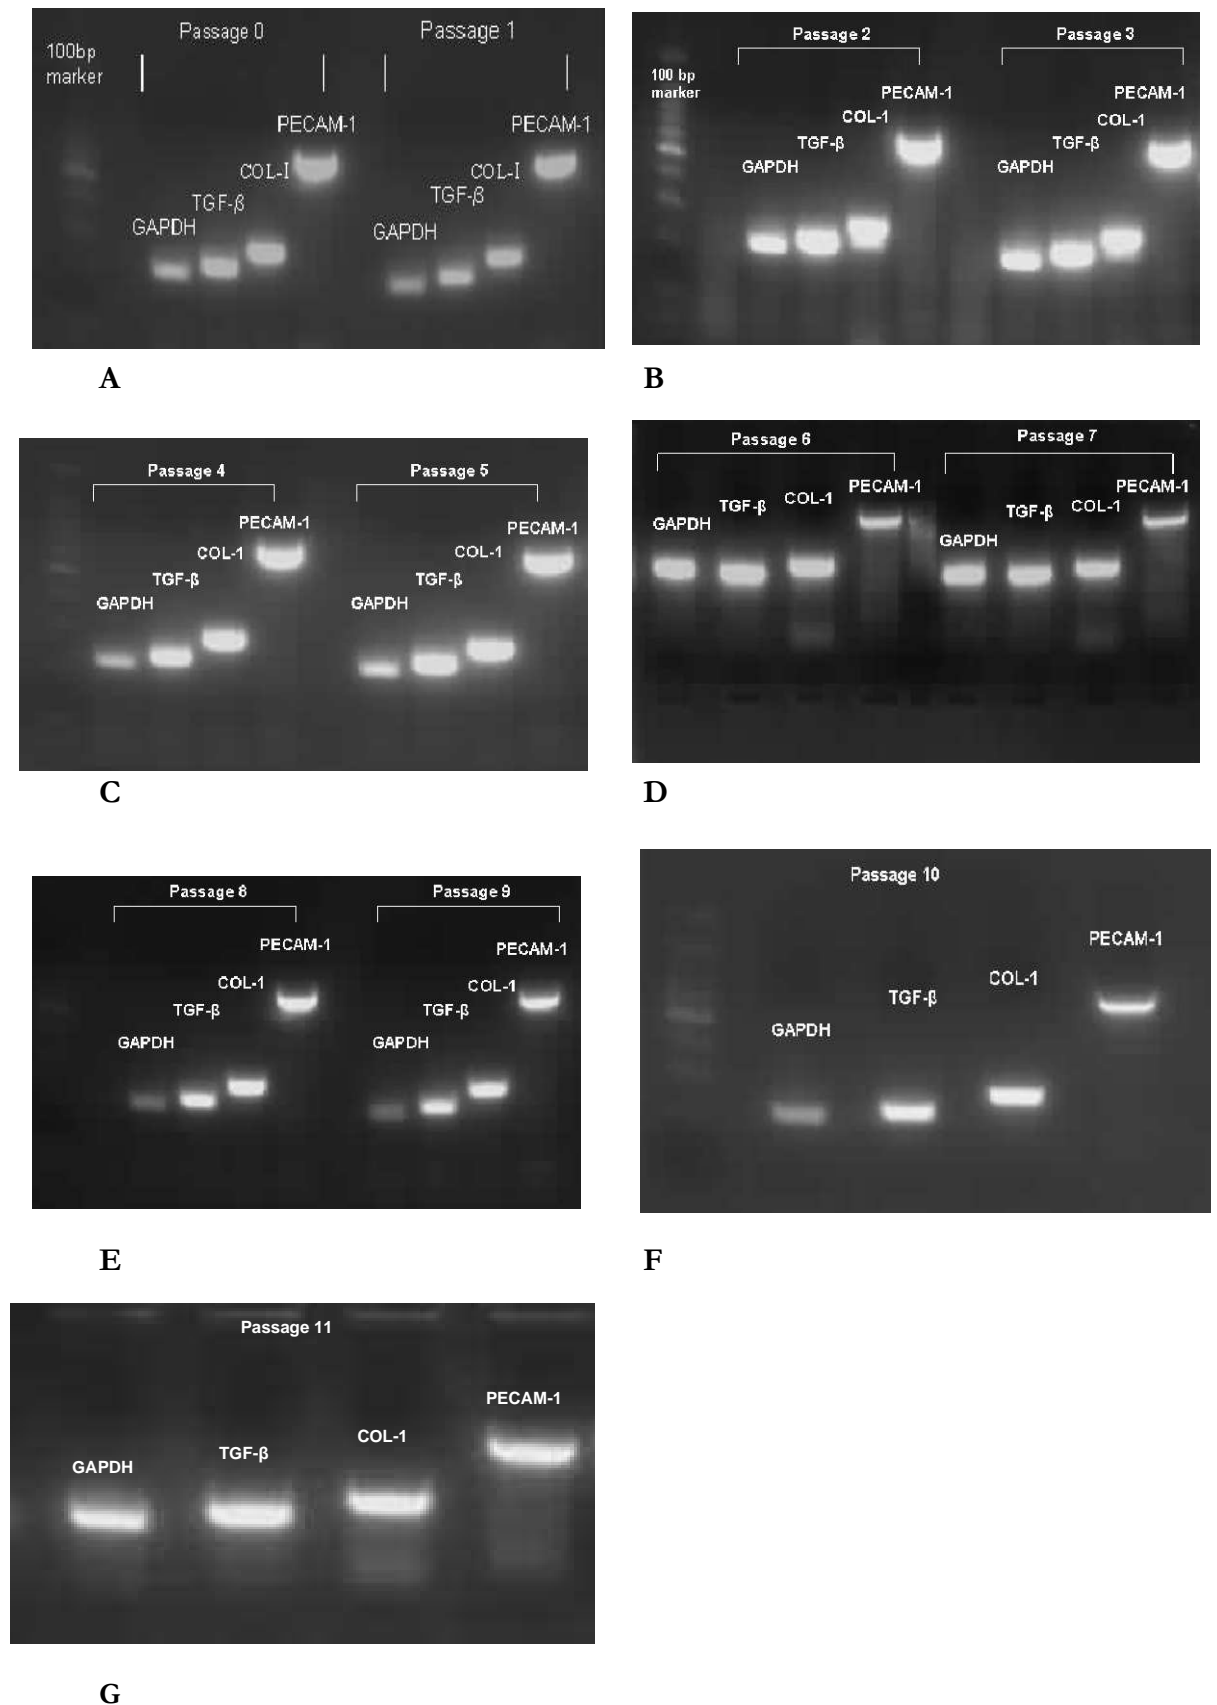 Passage 0
Passage 1
100bp
marker
PECAM-1
PECAM-1
COL-I
COL-I
TGF-ß
TGF-ß
GAPDH
GAPDH
A
Passage 2
Passage 3
100 bp
marker
PECAM-1
PECAM-1
COL-1
COL-1
TGF-β
TGF-β
GAPDH
GAPDH
B
Passage 4
Passage 5
PECAM-1
PECAM-1
COL-1
COL-1
TGF-β
TGF-β
GAPDH
GAPDH
C
Passage 6
Passage 7
PECAM-1
PECAM-1
COL-1
COL-1
TGF-β
TGF-β
GAPDH
GAPDH
D
Passage 8
Passage 9
PECAM-1
PECAM-1
COL-1
COL-1
TGF-β
TGF-β
GAPDH
GAPDH
E
Passage 10
PECAM-1
COL-1
TGF-β
GAPDH
F
Passage 11
PECAM-1
COL-1
TGF-β
GAPDH
G